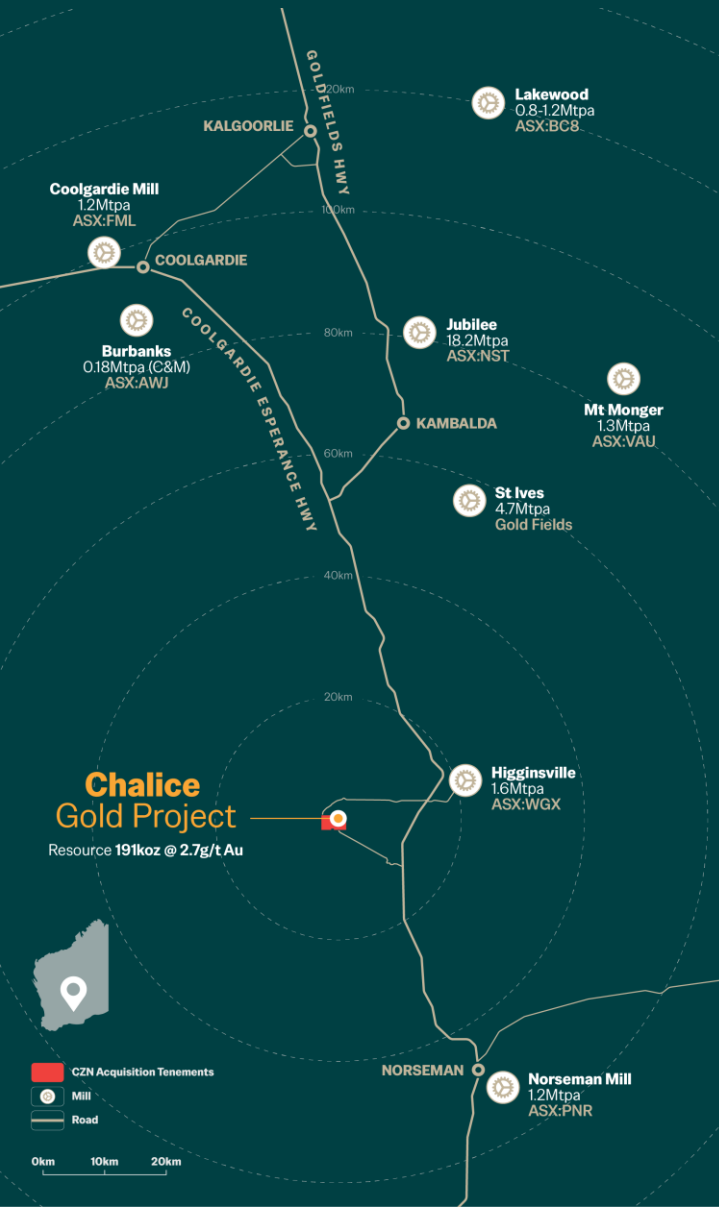 GOLDFIELDS HWY
120km
Lakewood
0.8-1.2Mtpa
ASX:BC8
KALGOORLIE
Coolgardie Mill
1.2Mtpa
ASX:FML
100km
COOLGARDIE
Burbanks
0.18Mtpa (C&M)
ASX:AWJ
COOLGARDIE ESPERANCE HWY
80km
Jubilee
18.2Mtpa
ASX:NST
Mt Monger
1.3Mtpa
ASX:VAU
KAMBALDA
60km
St Ives
4.7Mtpa
Gold Fields
40km
20km
Higginsville
1.6Mtpa
ASX:WGX
Chalice
Gold Project
Resource 191koz @ 2.7g/t Au
NORSEMAN
Norseman Mill
1.2Mtpa
ASX:PNR
CZN Acquisition Tenements
Mill
Road
0km 10km 20km